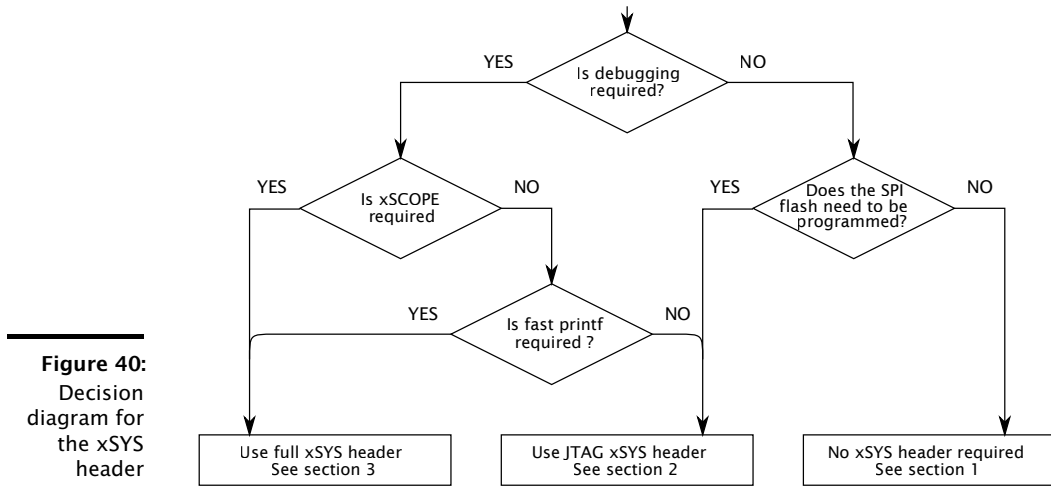 Is debugging
required?
YES
NO
Is xSCOPE
required
YES
NO
Does the SPI
flash need to be
programmed?
YES
NO
Is fast printf
required ?
YES
NO
Use full xSYS header
See section 3
Use JTAG xSYS header
See section 2
No xSYS header required
See section 1
Figure 40:
Decision
diagram for
the xSYS
header